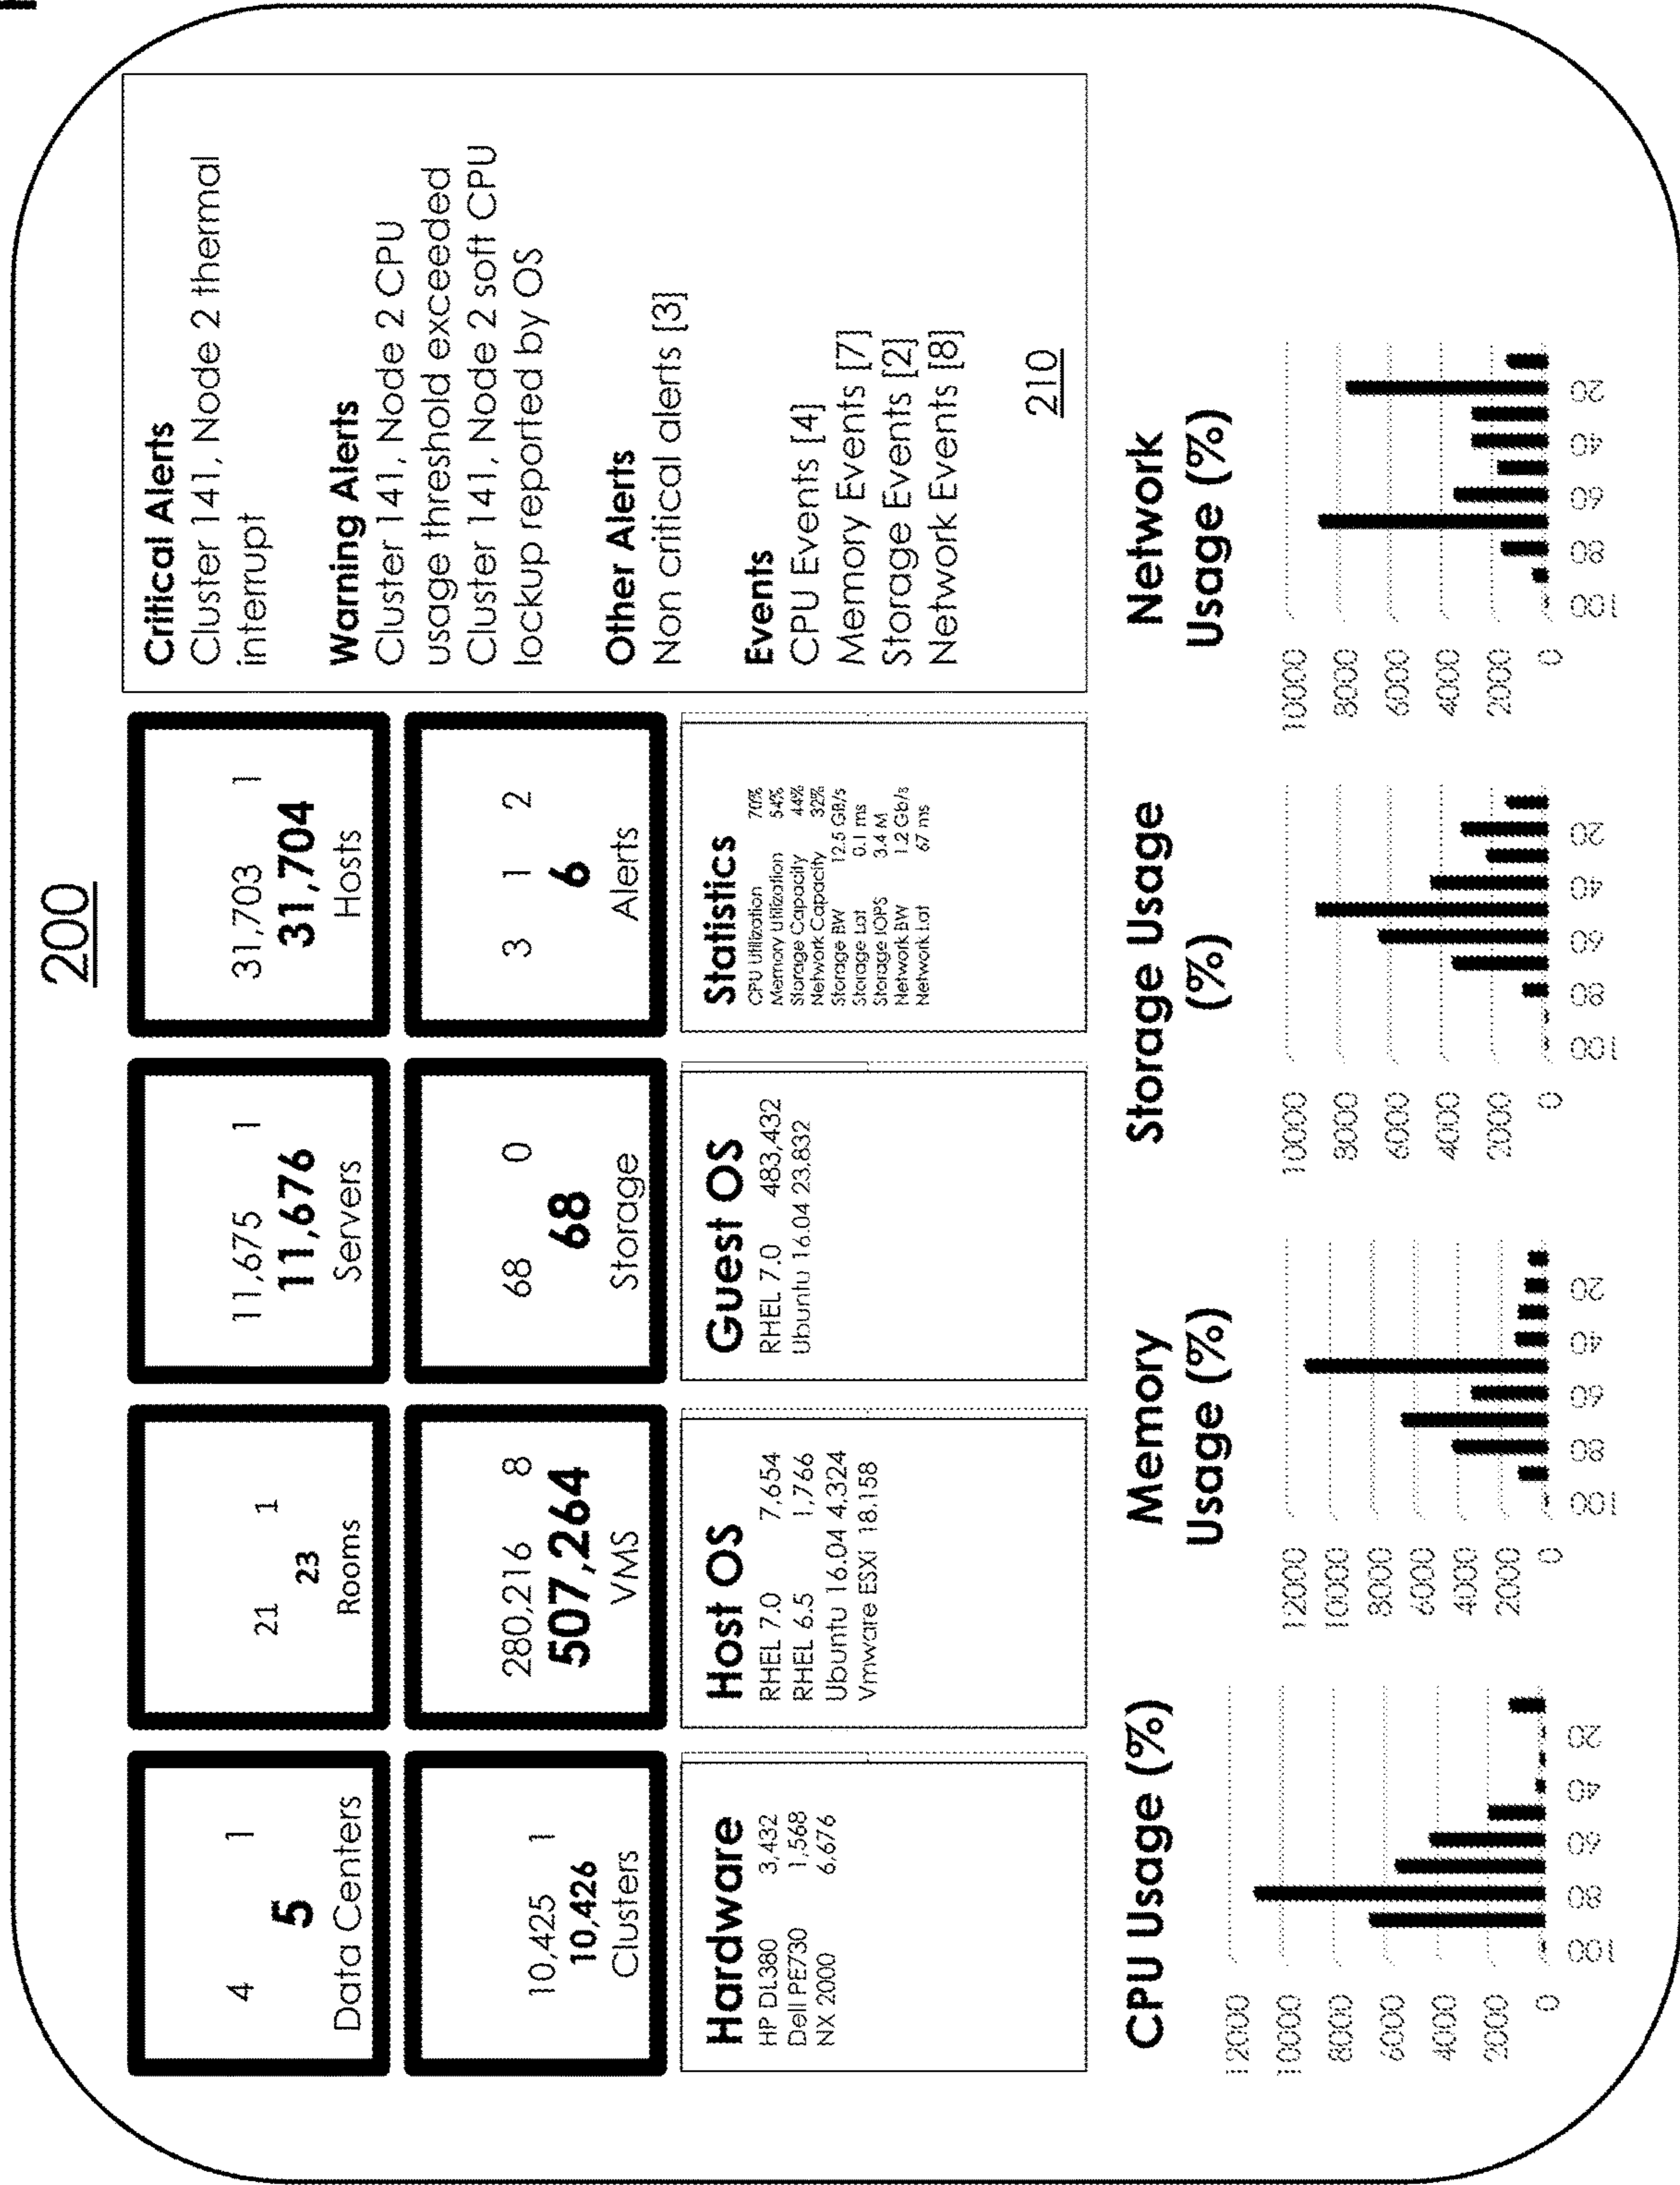 200
4 1
5
Data Centers
21 1
23
Rooms
11,675 1
11,676
Servers
31,703 1
31,704
Hosts
10,425 1
10,426
Clusters
280,216 8
507,264
VMS
68 0
68
Storage
3 1 2
6
Alerts
Critical Alerts
Cluster 141, Node 2 thermal
interrupt
Warning Alerts
Cluster 141, Node 2 CPU
usage threshold exceeded
Cluster 141, Node 2 soft CPU
lockup reported by OS
Other Alerts
Non critical alerts [3]
Events
CPU Events [4]
Memory Events [7]
Storage Events [2]
Network Events [8]
210
Hardware
HP DL380 3,432
Dell PE730 1,568
NX 2000 6,676
Host OS
RHEL 7.0 7,654
RHEL 6.5 1,766
Ubuntu 16.04 4,324
Vmware ESXi 18.158
Guest OS
RHEL 7.0 483,432
Ubuntu 16.04 23.832
Statistics
CPU Utilization 70%
Memory Utilization 54%
Storage Capacity 44%
Network Capacity 32%
Storage BW 12.5 GB/s
Storage Lat 0.1 ms
Storage IOPS 3.4 M
Network BW 1.2 Gb/s
Network Lat 67 ms
CPU Usage (%)
12000
10000
8000
6000
4000
2000
0
100 80 60 40 20
Memory
Usage (%)
12000
10000
8000
6000
4000
2000
0
100 80 60 40 20
Storage Usage
(%)
10000
8000
6000
4000
2000
0
100 80 60 40 20
Network
Usage (%)
10000
8000
6000
4000
2000
0
100 80 60 40 20